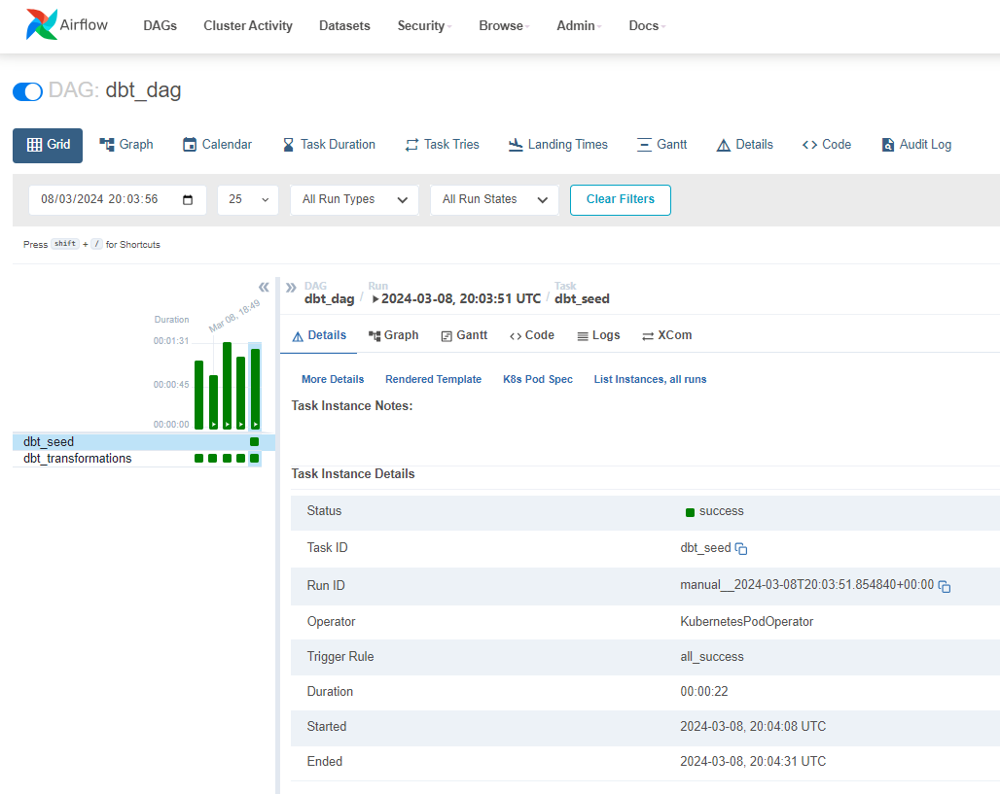 Airflow DAGs Cluster Activity Datasets Security Browse Admin Docs
DAG: dbt_dag
Grid Graph Calendar Task Duration Task Tries Landing Times Gantt Details Code Audit Log
08/03/2024 20:03:56 25 All Run Types All Run States Clear Filters
Press shift + / for Shortcuts
DAG Run Task
dbt_dag / 2024-03-08, 20:03:51 UTC / dbt_seed
Mar 08, 18:49
Duration
00:01:31
00:00:45
00:00:00
dbt_seed
dbt_transformations
Details Graph Gantt <> Code Logs XCom
More Details Rendered Template K8s Pod Spec List Instances, all runs
Task Instance Notes:
Task Instance Details
Status success
Task ID dbt_seed
Run ID manual__2024-03-08T20:03:51.854840+00:00
Operator KubernetesPodOperator
Trigger Rule all_success
Duration 00:00:22
Started 2024-03-08, 20:04:08 UTC
Ended 2024-03-08, 20:04:31 UTC